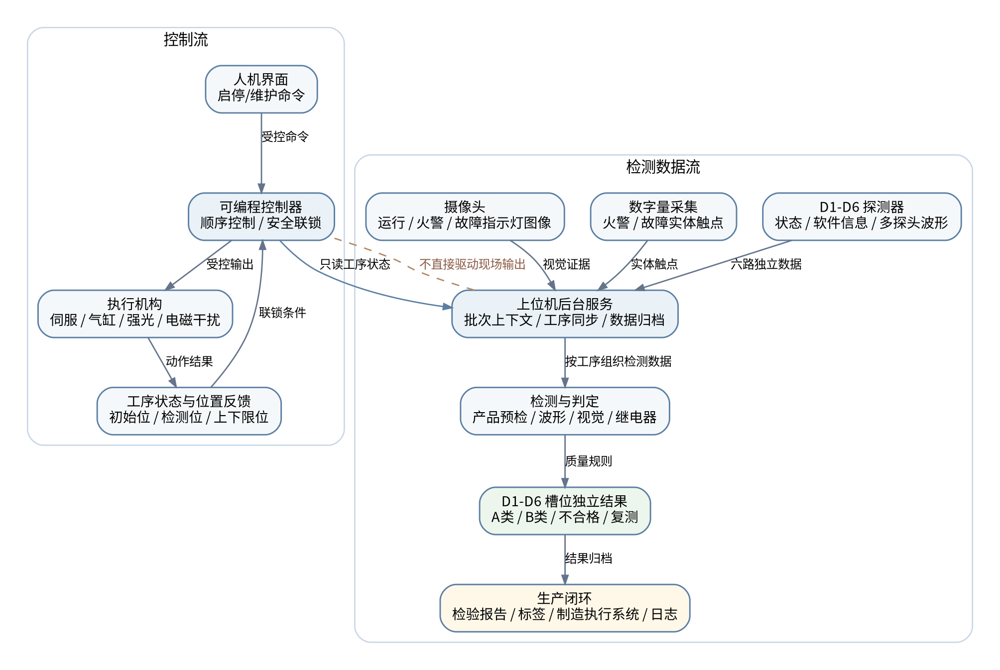 控制流
人机界面
启停/维护命令
受控命令
检测数据流
可编程控制器
顺序控制 / 安全联锁
摄像头
运行 / 火警 / 故障指示灯图像
数字量采集
火警 / 故障实体触点
D1-D6 探测器
状态 / 软件信息 / 多探头波形
受控输出
只读工序状态
不直接驱动现场输出
视觉证据
实体触点
六路独立数据
执行机构
伺服 / 气缸 / 强光 / 电磁干扰
联锁条件
上位机后台服务
批次上下文 / 工序同步 / 数据归档
动作结果
按工序组织检测数据
工序状态与位置反馈
初始位 / 检测位 / 上下限位
检测与判定
产品预检 / 波形 / 视觉 / 继电器
质量规则
D1-D6 槽位独立结果
A类 / B类 / 不合格 / 复测
结果归档
生产闭环
检验报告 / 标签 / 制造执行系统 / 日志